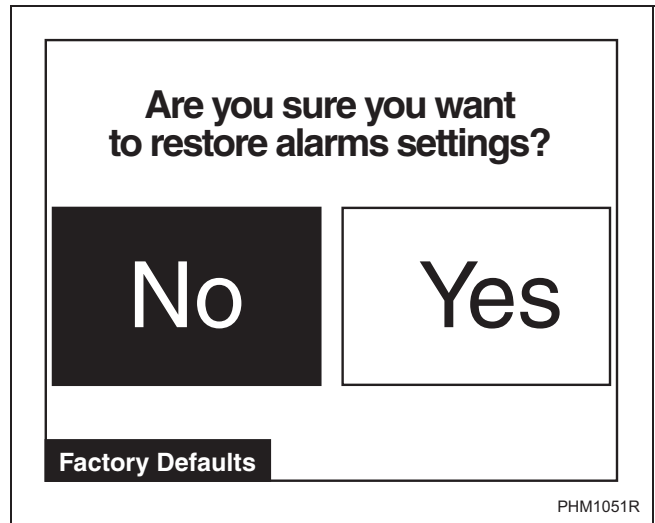 Are you sure you want
to restore alarms settings?
No
Yes
Factory Defaults
PHM1051R